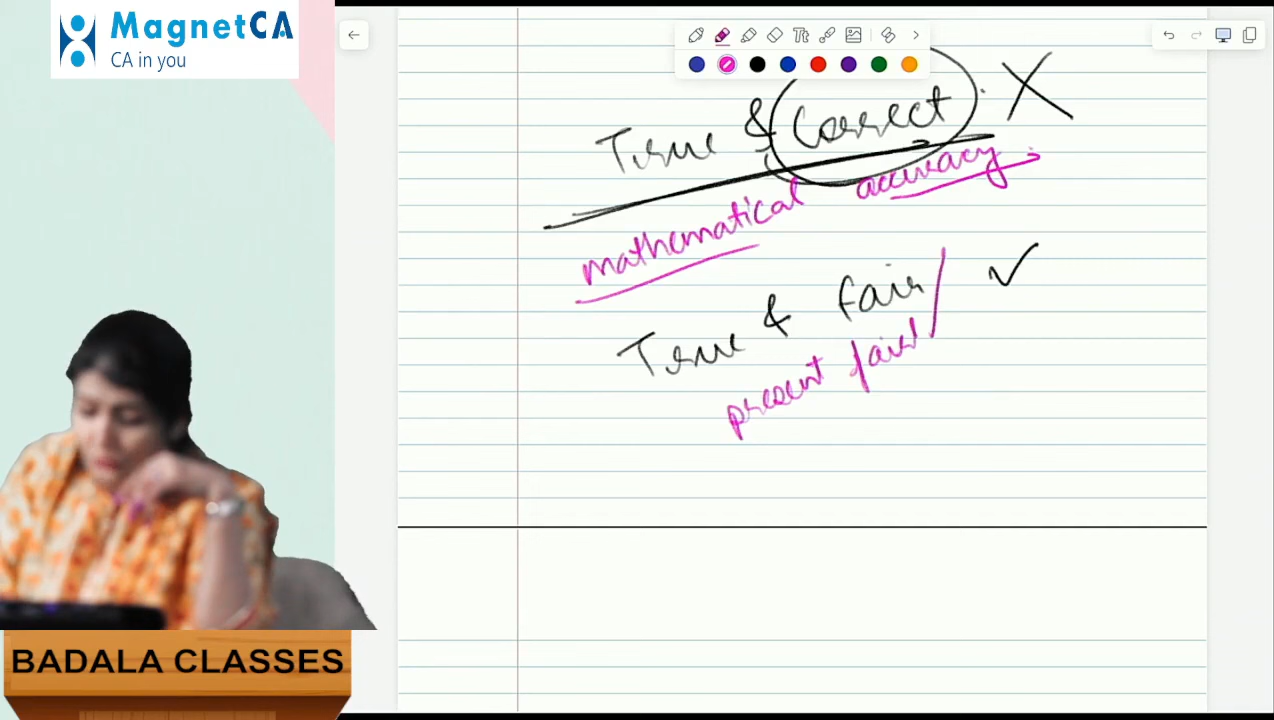 MagnetCA
CA in you
True & Correct X
mathematical accuracy
True & fair / ✓
present fair
BADALA CLASSES